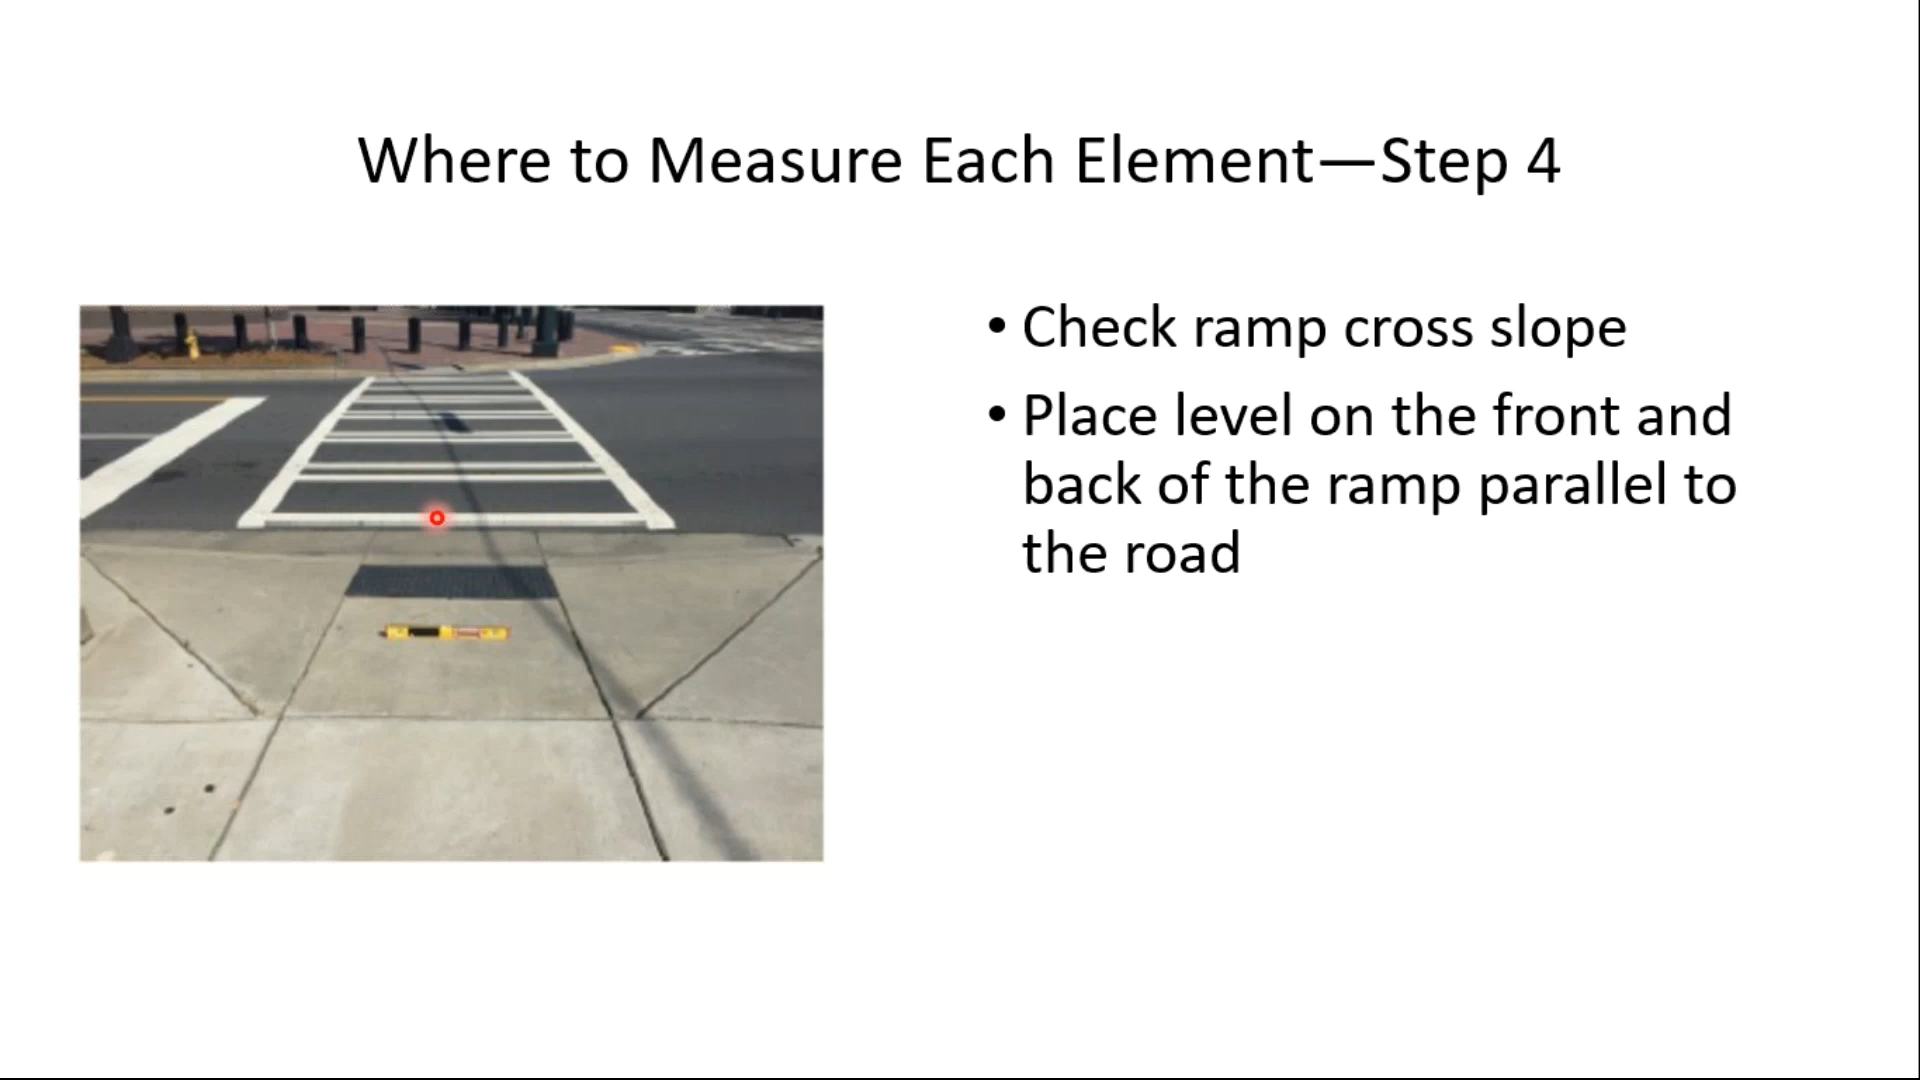 Where to Measure Each Element—Step 4
• Check ramp cross slope
• Place level on the front and
back of the ramp parallel to
the road